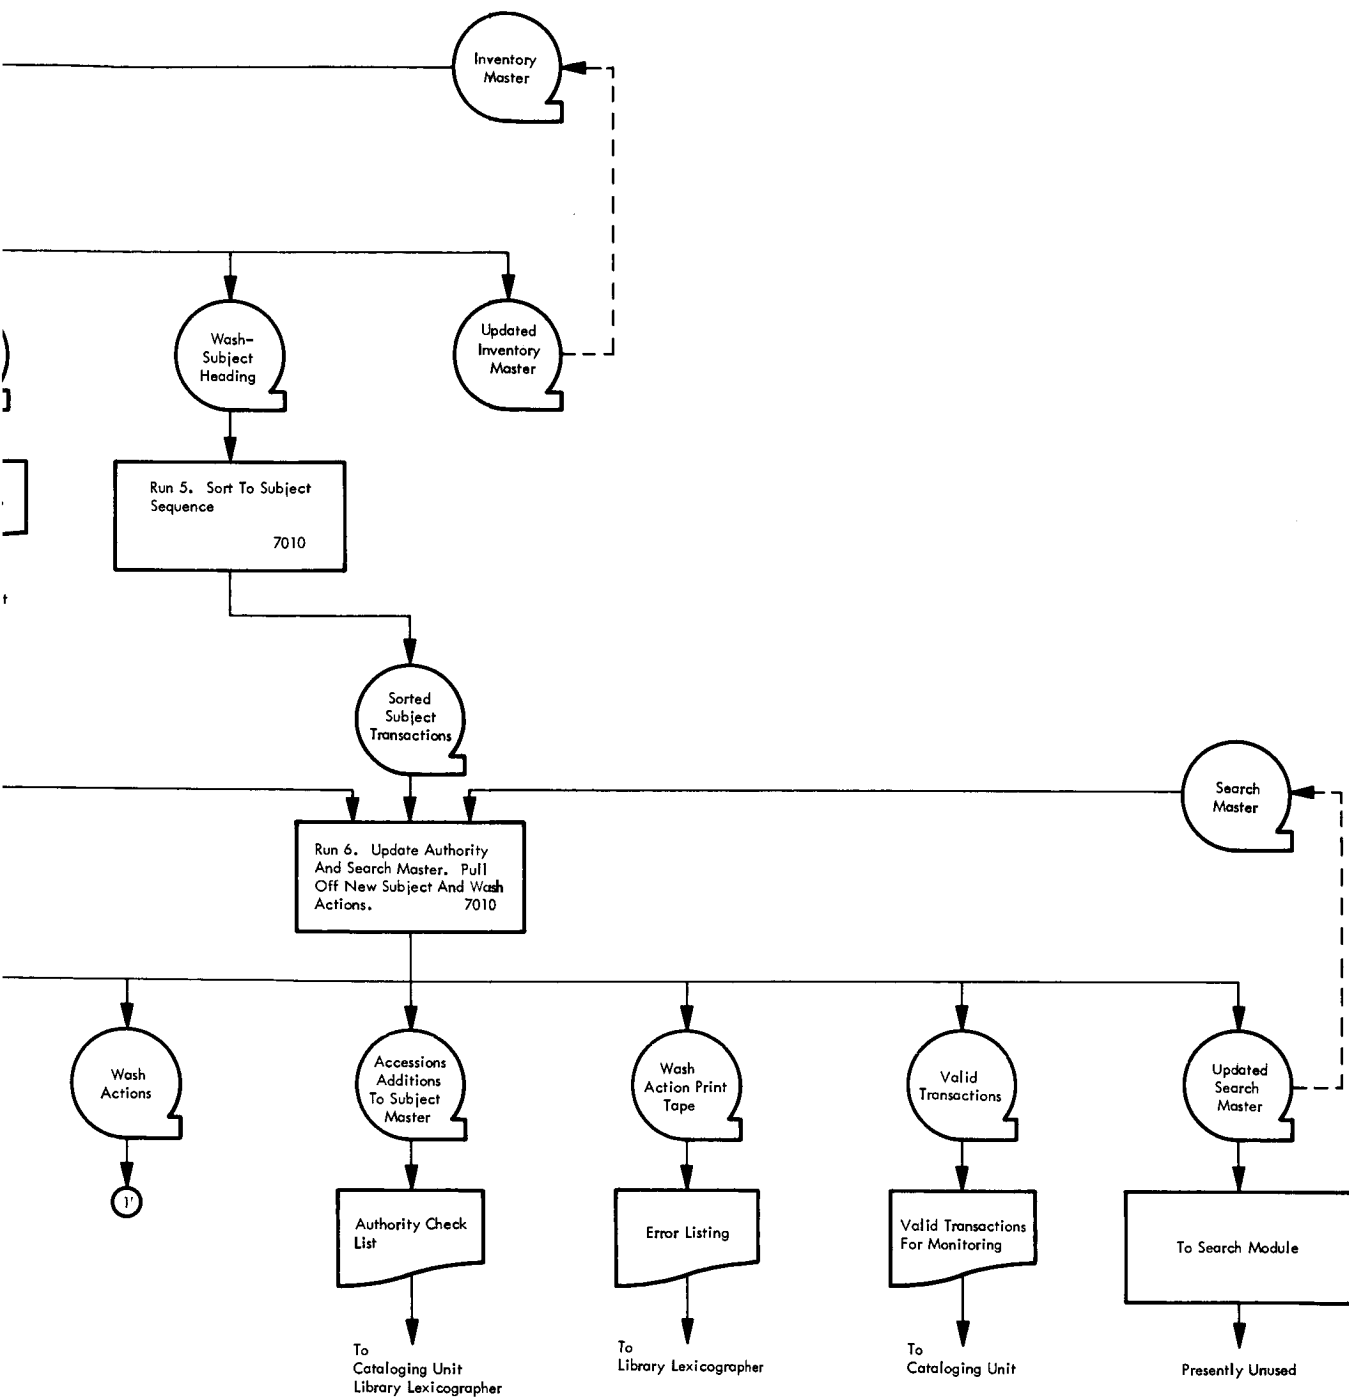 Inventory
Master
Wash-
Subject
Heading
Updated
Inventory
Master
Run 5. Sort To Subject
Sequence
7010
t
Sorted
Subject
Transactions
Search
Master
Run 6. Update Authority
And Search Master. Pull
Off New Subject And Wash
Actions. 7010
Wash
Actions
Accessions
Additions
To Subject
Master
Wash
Action Print
Tape
Valid
Transactions
Updated
Search
Master
1'
Authority Check
List
Error Listing
Valid Transactions
For Monitoring
To Search Module
To
Cataloging Unit
Library Lexicographer
To
Library Lexicographer
To
Cataloging Unit
Presently Unused